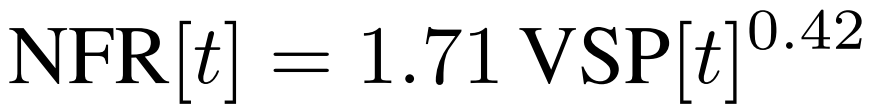 NFR[t] = 1.71 VSP[t]^0.42